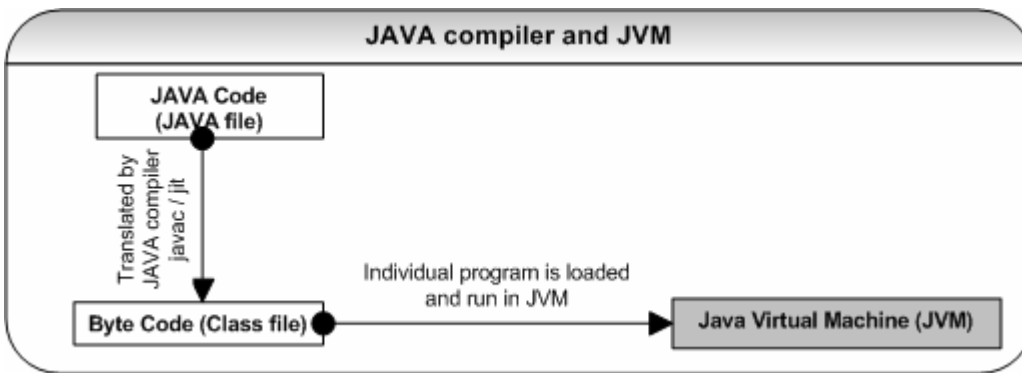 JAVA compiler and JVM
JAVA Code
(JAVA file)
Translated by
JAVA compiler
javac / jit
Individual program is loaded
and run in JVM
Byte Code (Class file)
Java Virtual Machine (JVM)